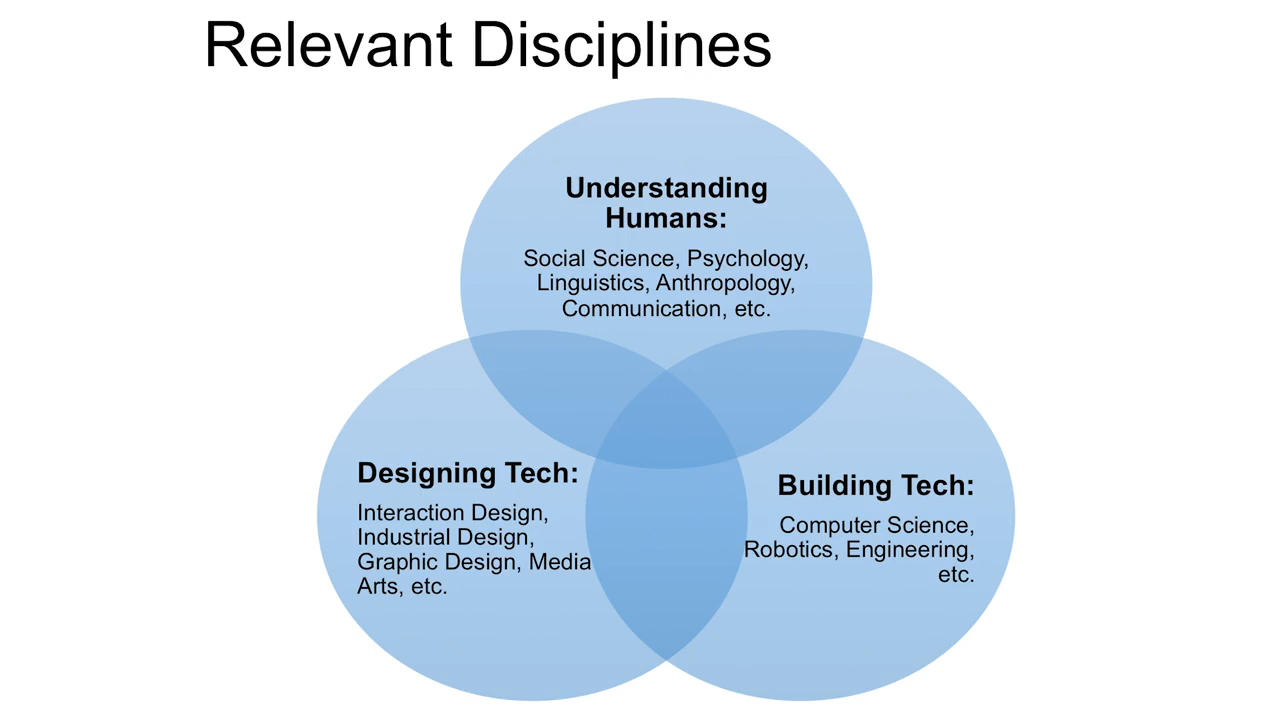 Relevant Disciplines
Understanding
Humans:
Social Science, Psychology,
Linguistics, Anthropology,
Communication, etc.
Designing Tech:
Interaction Design,
Industrial Design,
Graphic Design, Media
Arts, etc.
Building Tech:
Computer Science,
Robotics, Engineering,
etc.